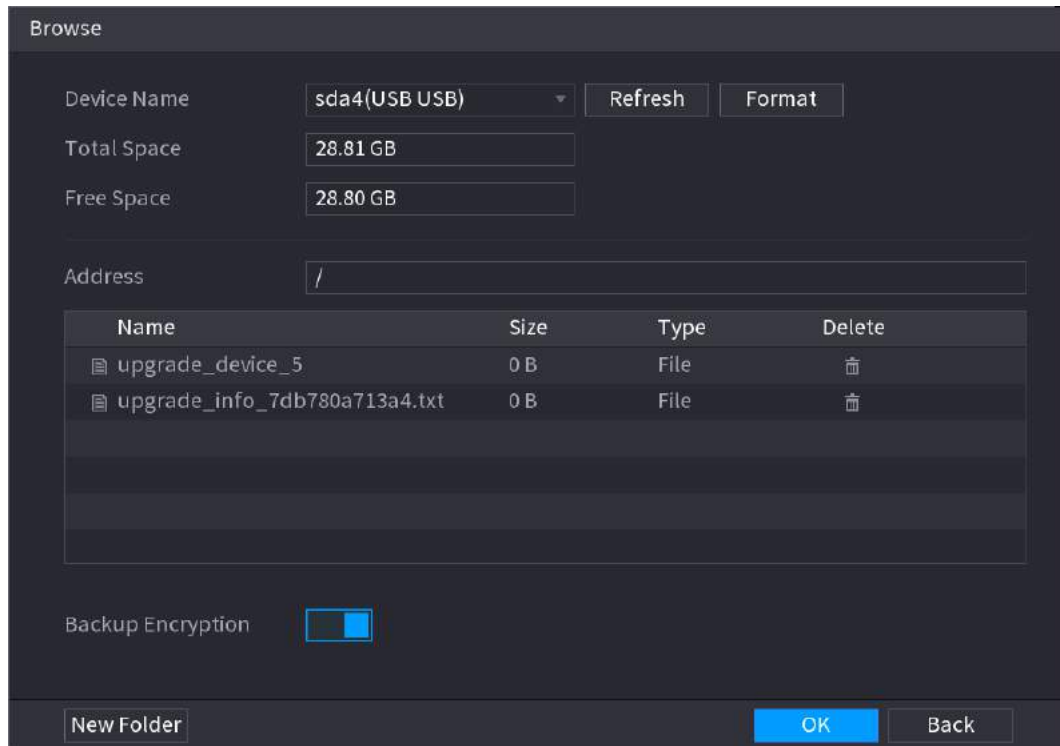 Browse
Device Name sda4(USB USB) Refresh Format
Total Space 28.81 GB
Free Space 28.80 GB
Address /
Name Size Type Delete
upgrade_device_5 0 B File
upgrade_info_7db780a713a4.txt 0 B File
Backup Encryption
New Folder OK Back